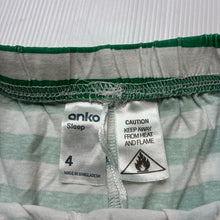 anko
Sleep
4
MADE IN BANGLADESH
CAUTION
KEEP AWAY
FROM HEAT
AND FLAME